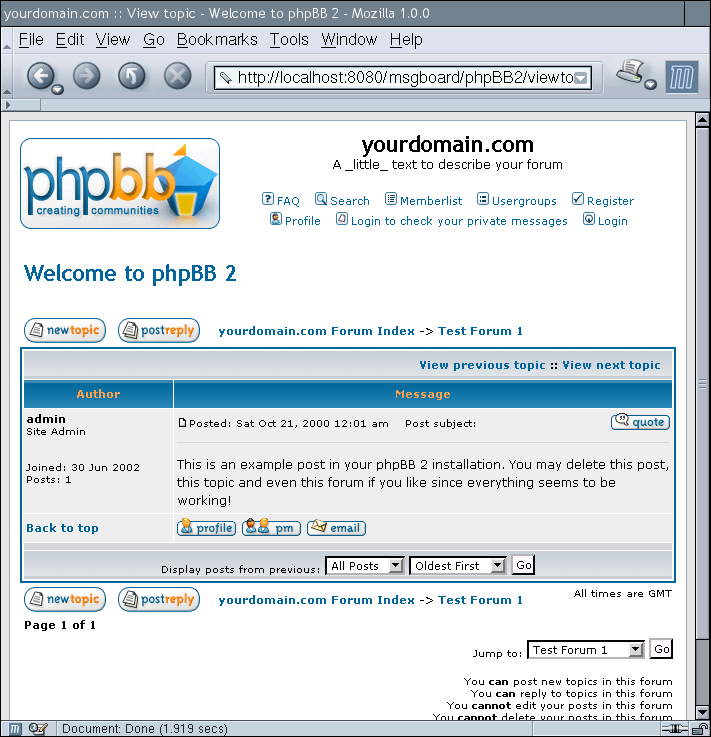 yourdomain.com :: View topic - Welcome to phpBB 2 - Mozilla 1.0.0
File Edit View Go Bookmarks Tools Window Help
http://localhost:8080/msgboard/phpBB2/viewto
phpbb
creating communities
yourdomain.com
A _little_ text to describe your forum
FAQ Search Memberlist Usergroups Register
Profile Login to check your private messages Login
Welcome to phpBB 2
newtopic postreply yourdomain.com Forum Index -> Test Forum 1
View previous topic :: View next topic
Author Message
admin
Site Admin
Joined: 30 Jun 2002
Posts: 1
Posted: Sat Oct 21, 2000 12:01 am Post subject: quote
This is an example post in your phpBB 2 installation. You may delete this post,
this topic and even this forum if you like since everything seems to be
working!
Back to top profile pm email
Display posts from previous: All Posts Oldest First Go
newtopic postreply yourdomain.com Forum Index -> Test Forum 1 All times are GMT
Page 1 of 1
Jump to: Test Forum 1 Go
You can post new topics in this forum
You can reply to topics in this forum
You cannot edit your posts in this forum
You cannot delete your posts in this forum
Document: Done (1.919 secs)